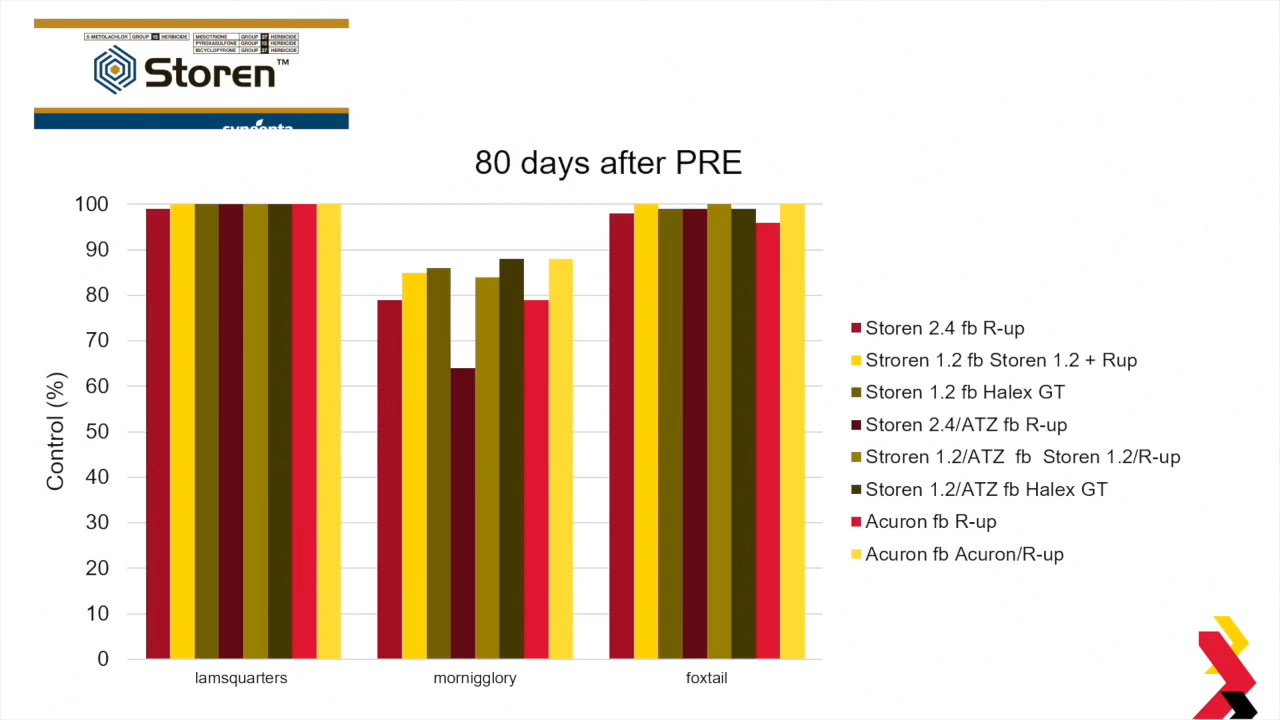 S-METOLACHLOR GROUP 15 HERBICIDE
MESOTRIONE GROUP 27 HERBICIDE
PYROXASULFONE GROUP 15 HERBICIDE
BICYCLOPYRONE GROUP 27 HERBICIDE
Storen™
syngenta
80 days after PRE
Control (%)
100
90
80
70
60
50
40
30
20
10
0
lamsquarters
mornigglory
foxtail
Storen 2.4 fb R-up
Stroren 1.2 fb Storen 1.2 + Rup
Storen 1.2 fb Halex GT
Storen 2.4/ATZ fb R-up
Stroren 1.2/ATZ  fb  Storen 1.2/R-up
Storen 1.2/ATZ fb Halex GT
Acuron fb R-up
Acuron fb Acuron/R-up